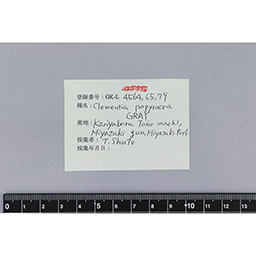 登録番号: GK-L 4564,65,79
種名: Clementia papyracea
GRAY
産地: Kariyabaru, Tano machi,
Miyazaki gun, Miyazaki Pref.
採集者: T. Shuto
採集年月日:
0 1 2 3 4 5 6 7 8 9 +10 11 12 13